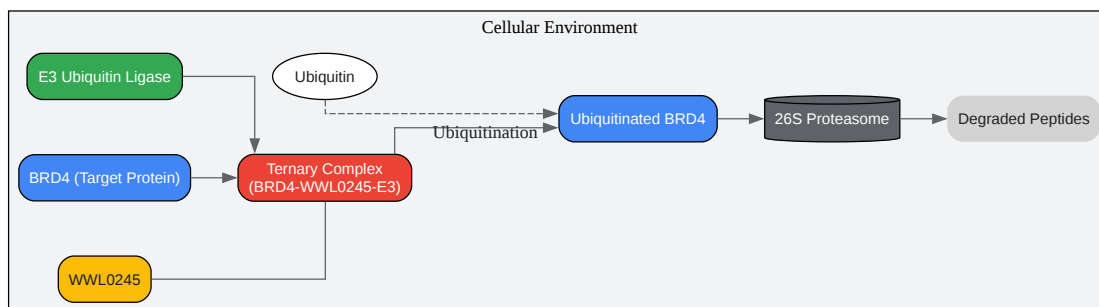 Cellular Environment
E3 Ubiquitin Ligase
Ubiquitin
Ubiquitinated BRD4
26S Proteasome
Degraded Peptides
Ubiquitination
BRD4 (Target Protein)
Ternary Complex
(BRD4-WWL0245-E3)
WWL0245